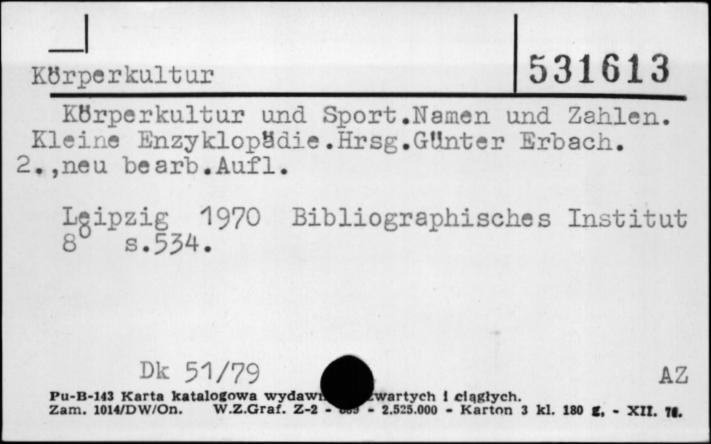 Körperkultur 531613
Körperkultur und Sport.Namen und Zahlen.
Kleine Enzyklopädie.Hrsg.Günter Erbach.
2.,neu bearb.Aufl.
Leipzig 1970 Bibliographisches Institut
8° s.534.
Dk 51/79 AZ
Pu-B-143 Karta katalogowa wydawn wartych i ciągłych.
Zam. 1014/DW/On. W.Z.Graf. Z-2 - - 2.525.000 - Karton 3 kl. 180 g. - XII. 76.